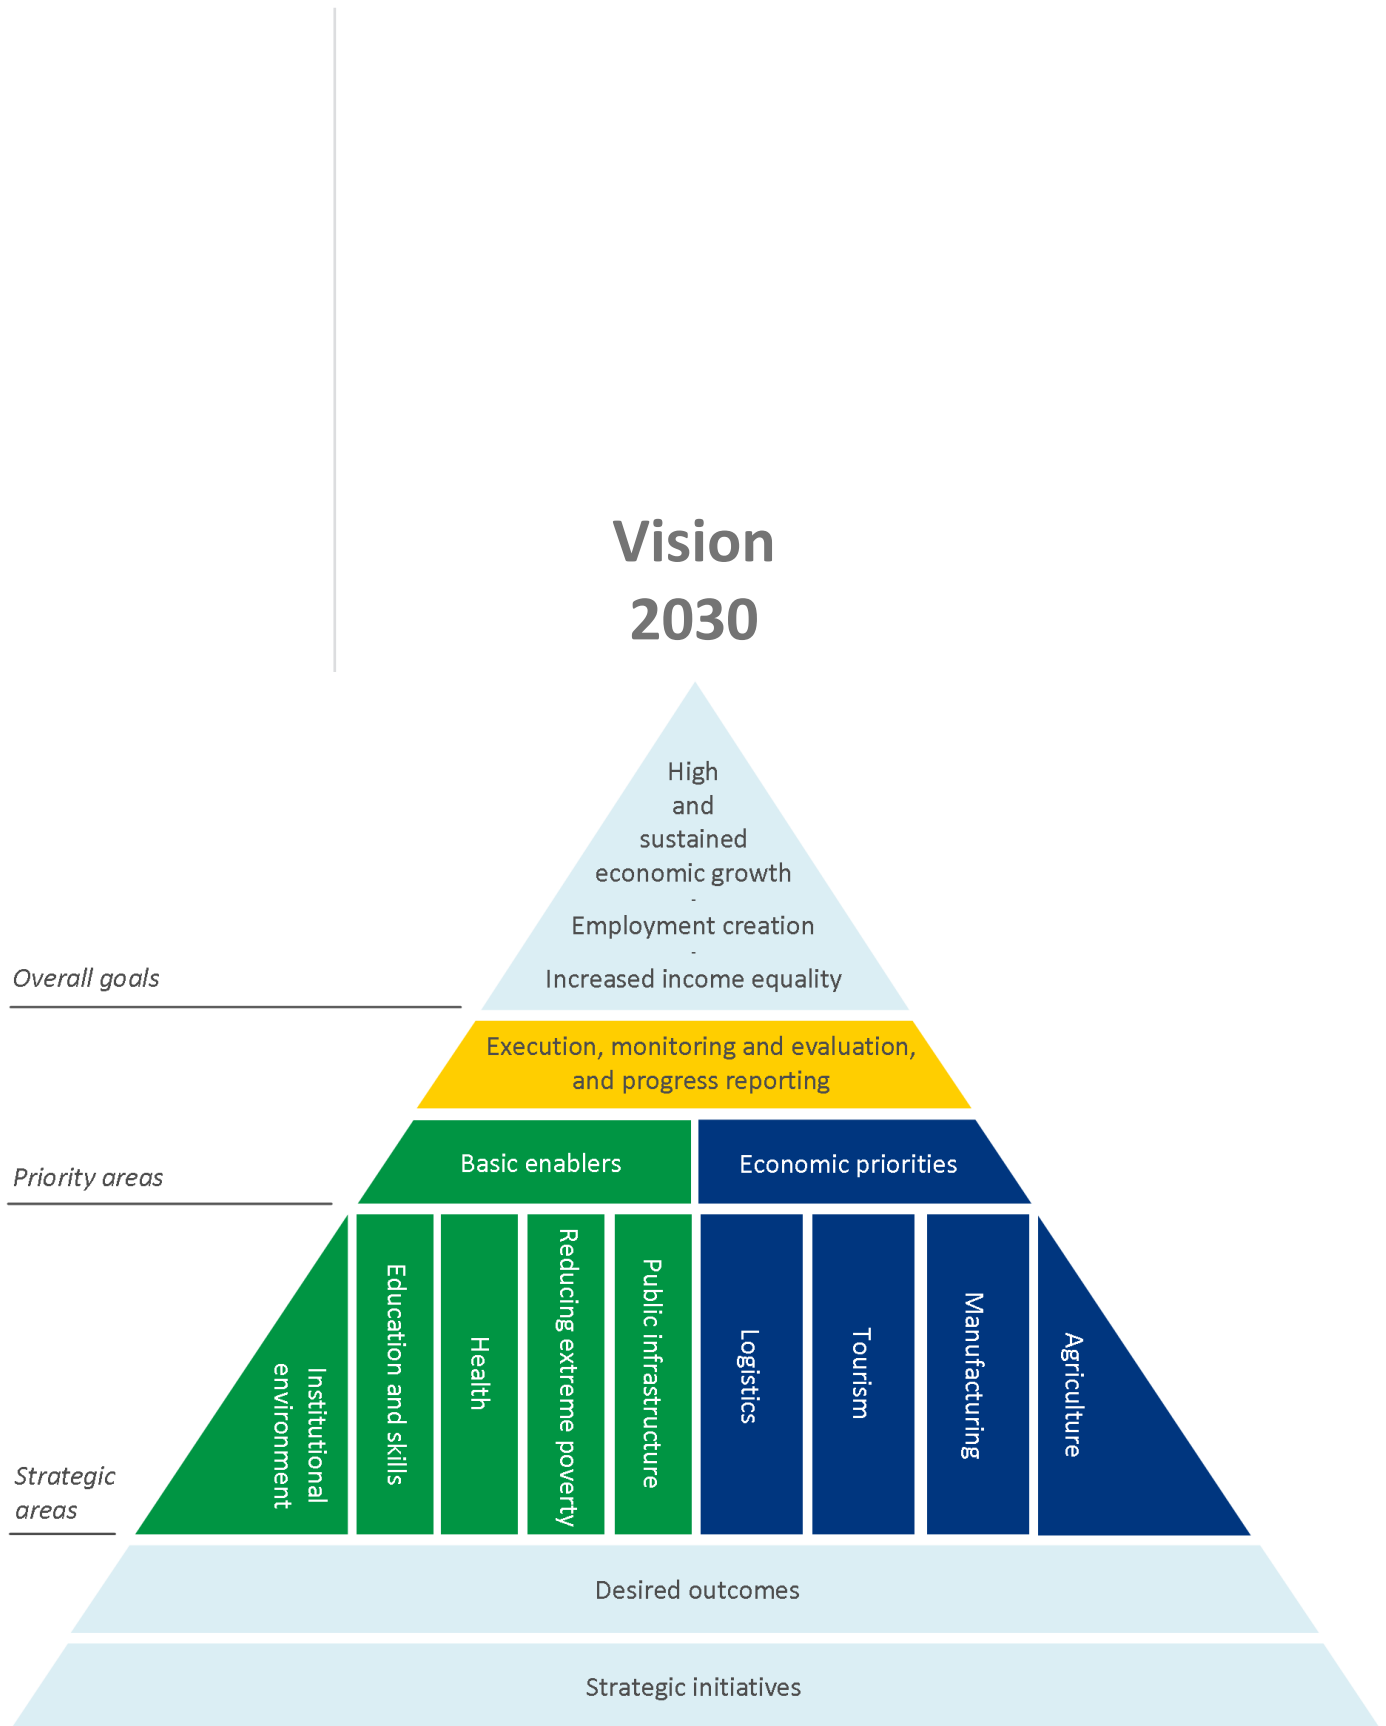 Vision
2030
High
and
sustained
economic growth
-
Employment creation
-
Increased income equality
Overall goals
Execution, monitoring and evaluation,
and progress reporting
Priority areas
Basic enablers
Economic priorities
Strategic
areas
Institutional
environment
Education and skills
Health
Reducing extreme poverty
Public infrastructure
Logistics
Tourism
Manufacturing
Agriculture
Desired outcomes
Strategic initiatives